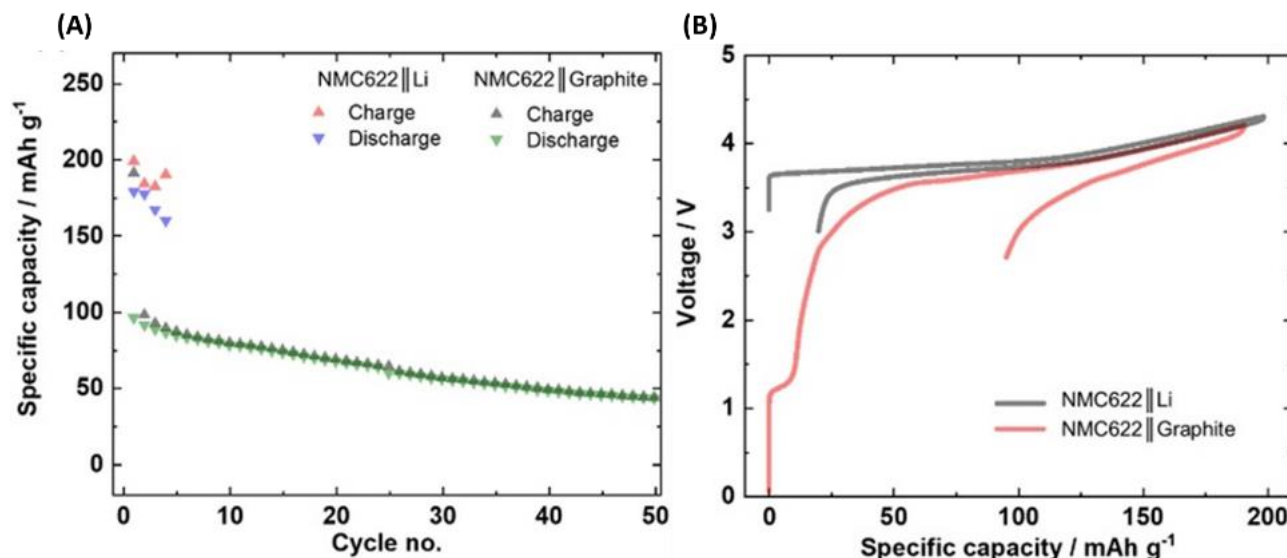 (A)
(B)
Specific capacity / mAh g⁻¹
250
200
150
100
50
0
NMC622‖Li
Charge
Discharge
NMC622‖Graphite
Charge
Discharge
0 10 20 30 40 50
Cycle no.
Voltage / V
5
4
3
2
1
0
NMC622‖Li
NMC622‖Graphite
0 50 100 150 200
Specific capacity / mAh g⁻¹